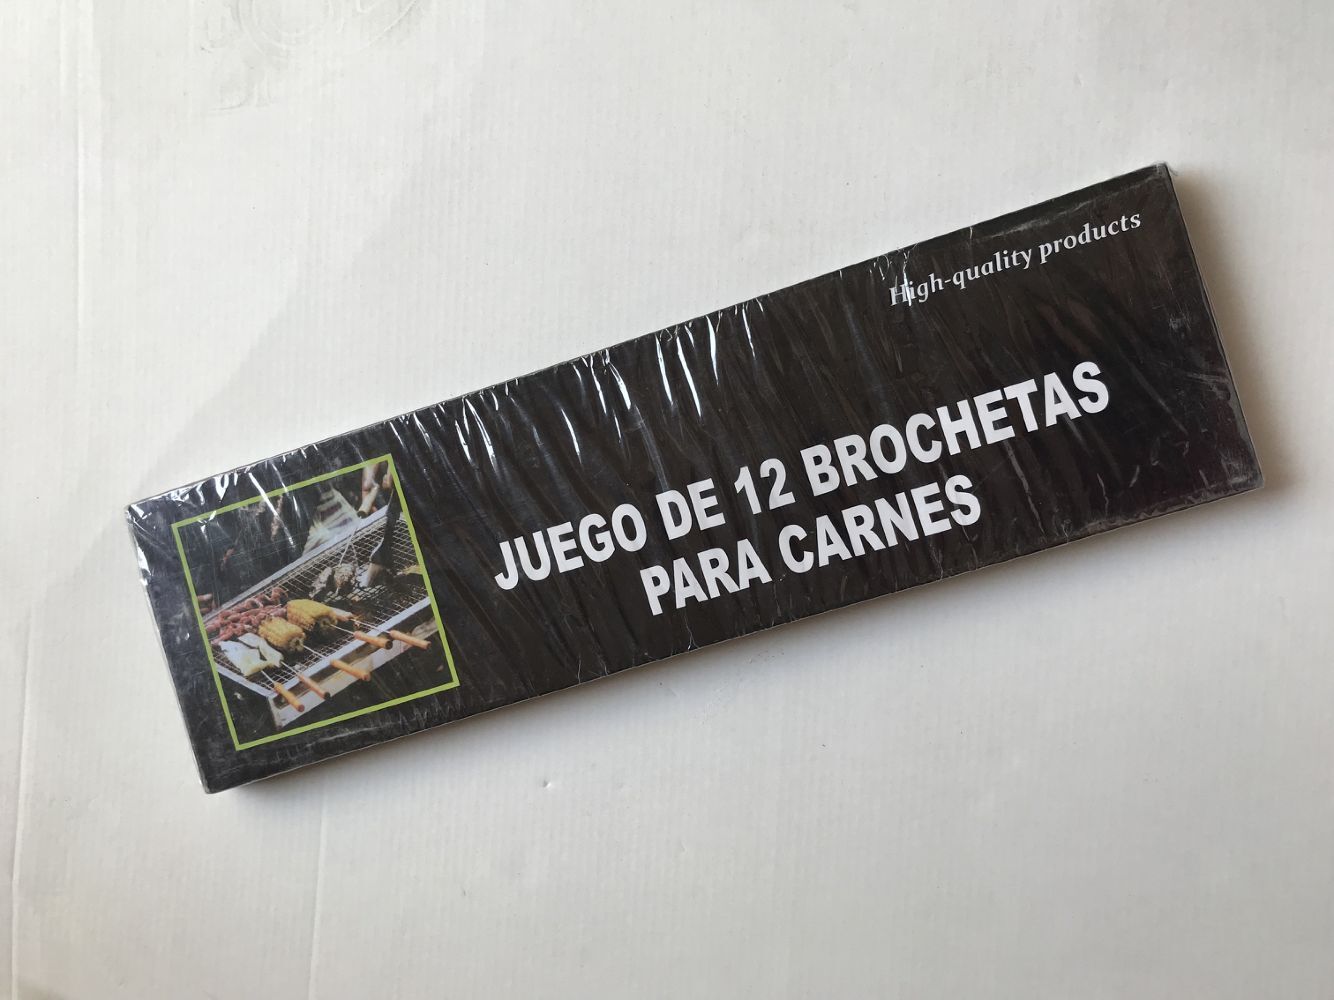 High-quality products
JUEGO DE 12 BROCHETAS
PARA CARNES